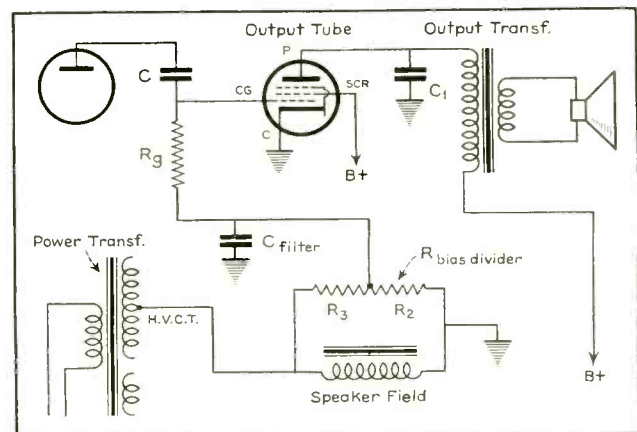 Output Tube
Output Transf.
P
C
CG
SCR
C1
C
Rg
B+
Power Transf.
C filter
R bias divider
H.V.C.T.
R3
R2
Speaker Field
B+